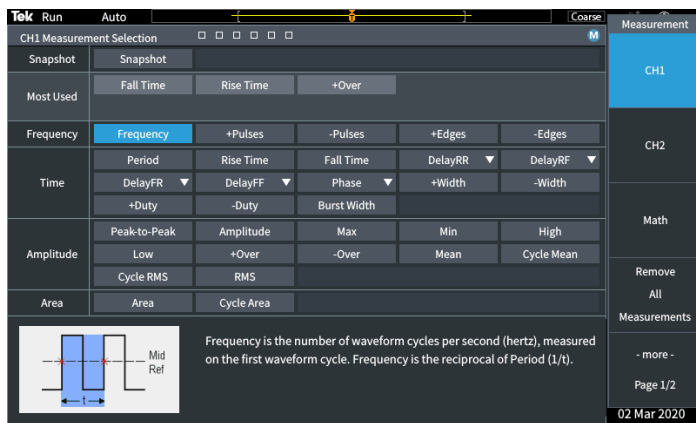 Tek Run Auto Coarse
T
CH1 Measurement Selection M
Measurement
CH1
CH2
Math
Remove
All
Measurements
- more -
Page 1/2
02 Mar 2020
Snapshot Snapshot
Most Used Fall Time Rise Time +Over
Frequency Frequency +Pulses -Pulses +Edges -Edges
Time
Period Rise Time Fall Time DelayRR DelayRF
DelayFR DelayFF Phase +Width -Width
+Duty -Duty Burst Width
Amplitude
Peak-to-Peak Amplitude Max Min High
Low +Over -Over Mean Cycle Mean
Cycle RMS RMS
Area Area Cycle Area
Mid
Ref
t
Frequency is the number of waveform cycles per second (hertz), measured
on the first waveform cycle. Frequency is the reciprocal of Period (1/t).